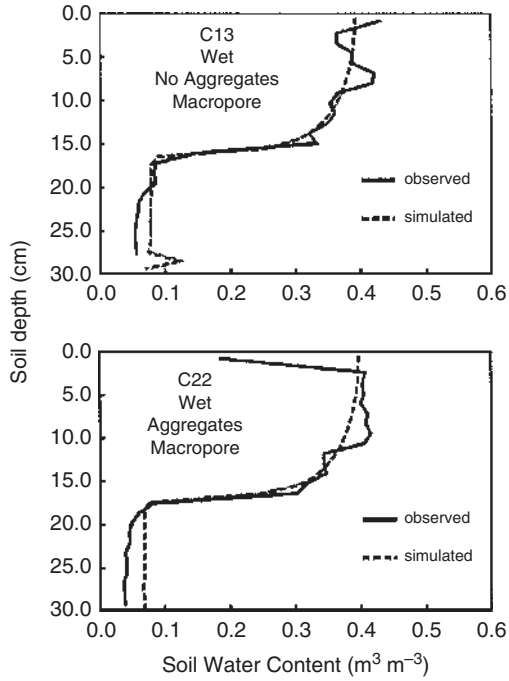 0.0
5.0
10.0
15.0
20.0
25.0
30.0
C13
Wet
No Aggregates
Macropore
observed
simulated
0.0 0.1 0.2 0.3 0.4 0.5 0.6
Soil depth (cm)
0.0
5.0
10.0
15.0
20.0
25.0
30.0
C22
Wet
Aggregates
Macropore
observed
simulated
0.0 0.1 0.2 0.3 0.4 0.5 0.6
Soil Water Content (m³ m⁻³)